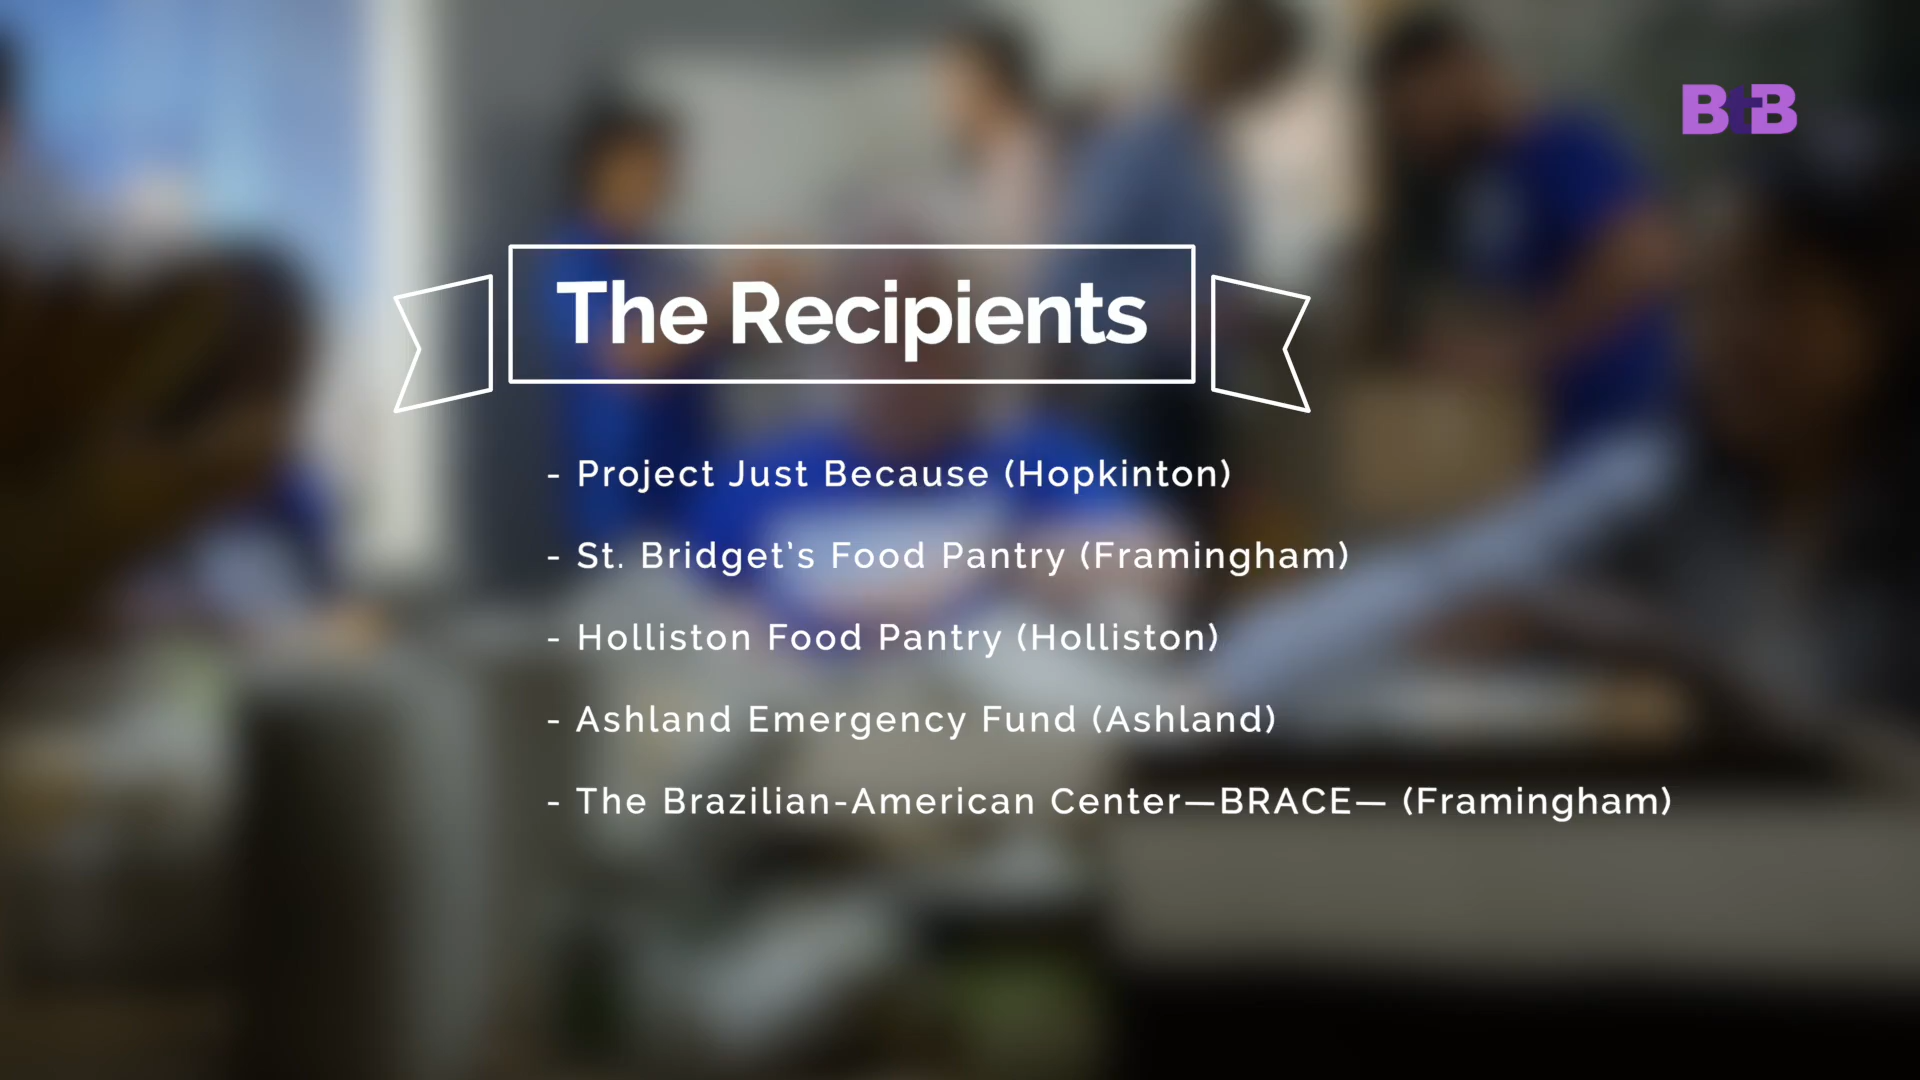 BtB
The Recipients
- Project Just Because (Hopkinton)
- St. Bridget’s Food Pantry (Framingham)
- Holliston Food Pantry (Holliston)
- Ashland Emergency Fund (Ashland)
- The Brazilian-American Center—BRACE— (Framingham)